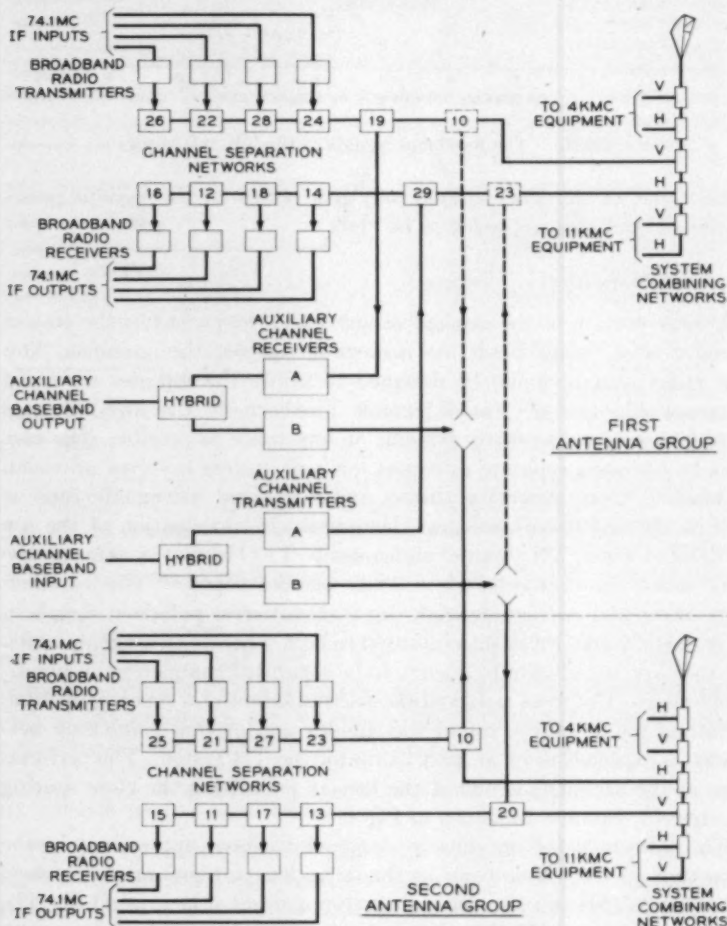 74.1MC
IF INPUTS
BROADBAND
RADIO
TRANSMITTERS
26 22 28 24 19 10
CHANNEL SEPARATION
NETWORKS
16 12 18 14 29 23
BROADBAND
RADIO
RECEIVERS
74.1MC
IF OUTPUTS
V
TO 4KMC
EQUIPMENT
H
V
H
V
TO 11KMC
EQUIPMENT
H
SYSTEM
COMBINING
NETWORKS
AUXILIARY
CHANNEL
RECEIVERS
AUXILIARY
CHANNEL
BASEBAND
OUTPUT
HYBRID
A
B
FIRST
ANTENNA GROUP
AUXILIARY
CHANNEL
TRANSMITTERS
AUXILIARY
CHANNEL
BASEBAND
INPUT
HYBRID
A
B
74.1MC
IF INPUTS
BROADBAND
RADIO
TRANSMITTERS
25 21 27 23 10
CHANNEL SEPARATION
NETWORKS
15 11 17 13 20
BROADBAND
RADIO
RECEIVERS
74.1MC
IF OUTPUTS
SECOND
ANTENNA GROUP
H
TO 4KMC
EQUIPMENT
V
H
V
H
TO 11KMC
EQUIPMENT
V
SYSTEM
COMBINING
NETWORKS